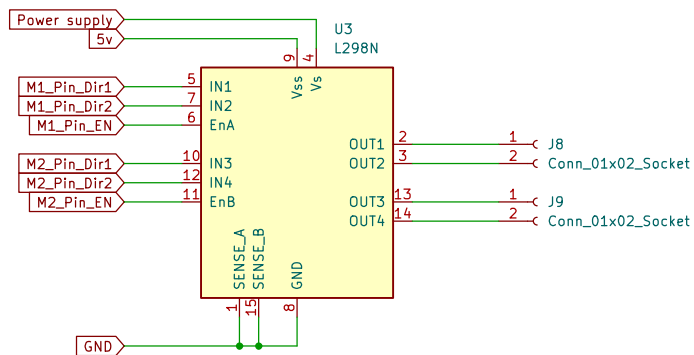 Power supply
5v
U3
L298N
9
4
Vss
Vs
M1_Pin_Dir1
5
IN1
M1_Pin_Dir2
7
IN2
M1_Pin_EN
6
EnA
OUT1
2
1
J8
M2_Pin_Dir1
10
IN3
OUT2
3
2
Conn_01x02_Socket
M2_Pin_Dir2
12
IN4
M2_Pin_EN
11
EnB
OUT3
13
1
J9
OUT4
14
2
Conn_01x02_Socket
SENSE_A
SENSE_B
GND
1
15
8
GND